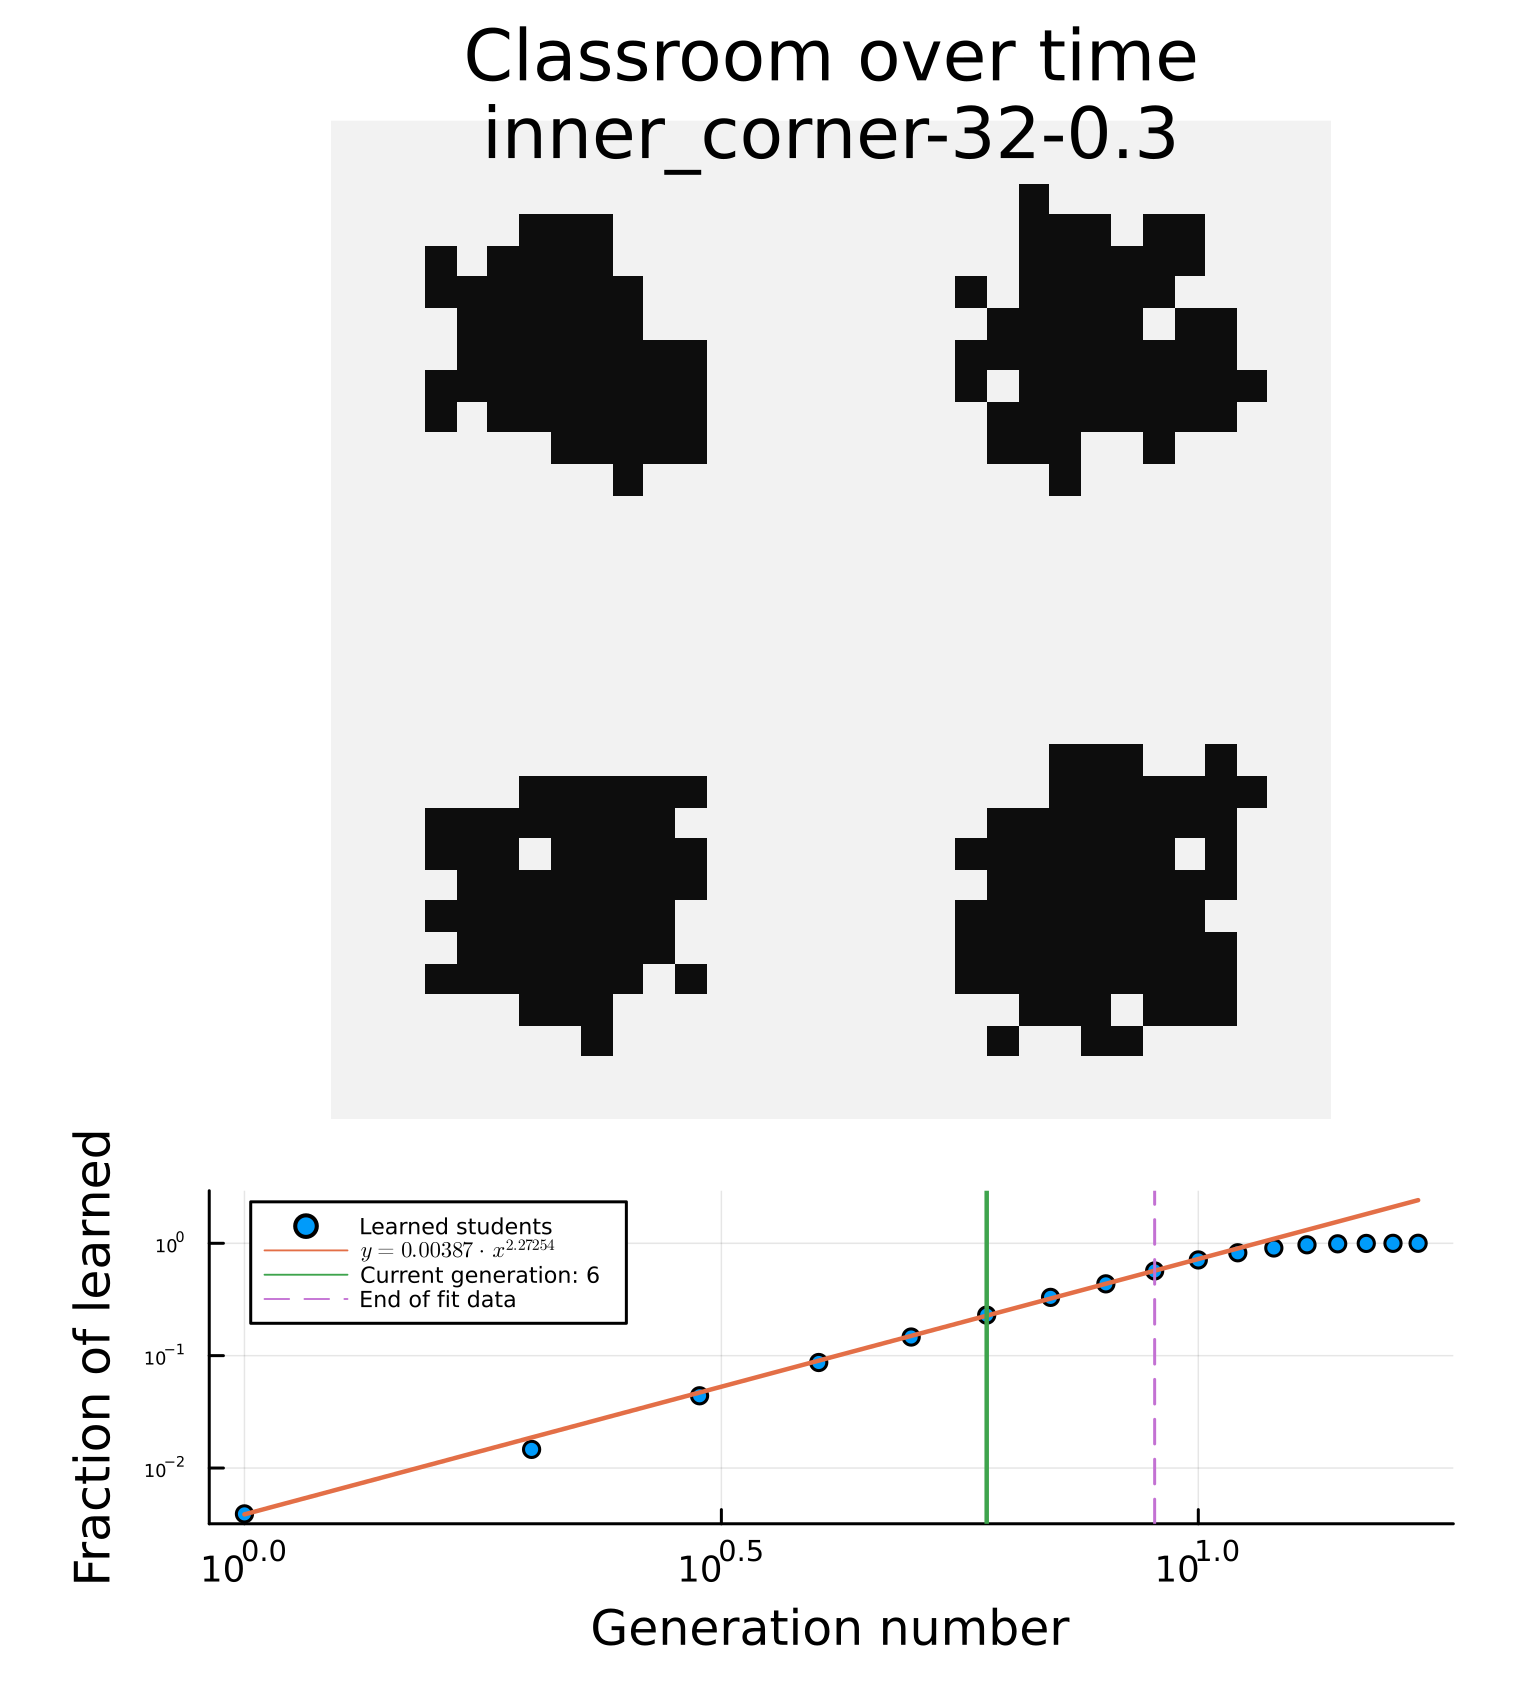 Classroom over time
inner_corner-32-0.3
Fraction of learned
10⁰
10⁻¹
10⁻²
Learned students
y = 0.00387 · x^2.27254
Current generation: 6
End of fit data
10^0.0
10^0.5
10^1.0
Generation number